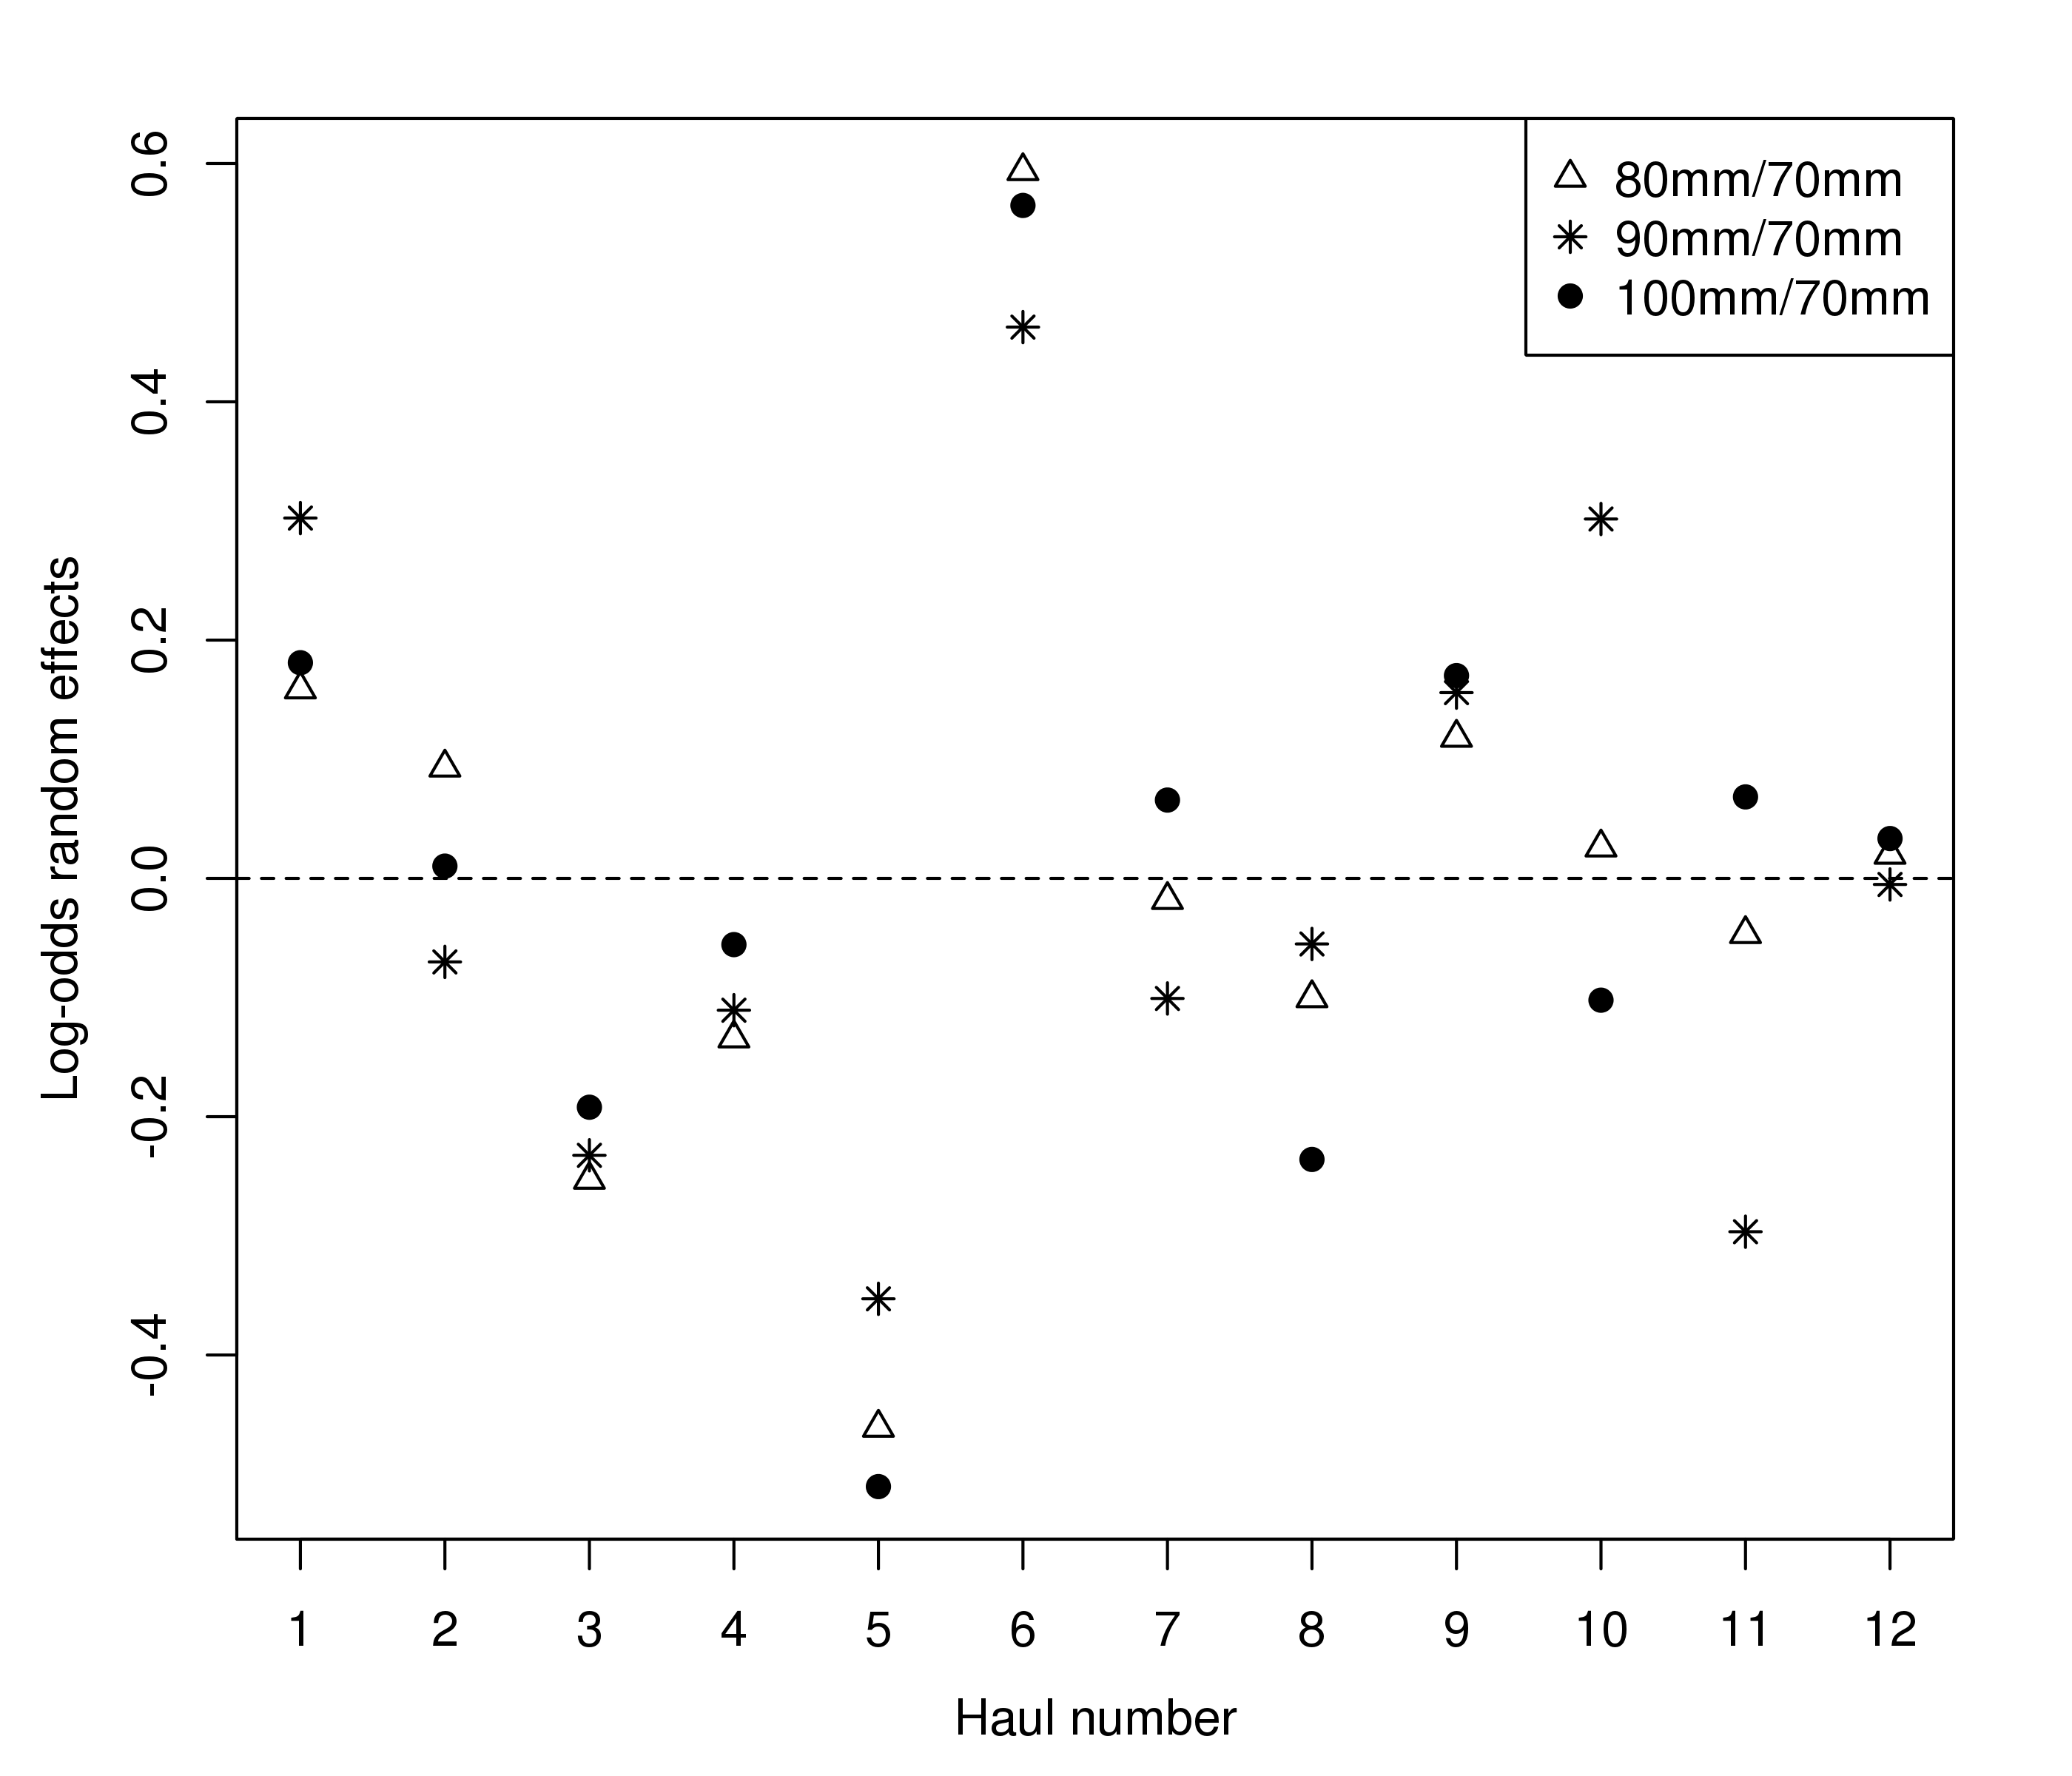 80mm/70mm
90mm/70mm
100mm/70mm
Log-odds random effects
0.6
0.4
0.2
0.0
-0.2
-0.4
1 2 3 4 5 6 7 8 9 10 11 12
Haul number